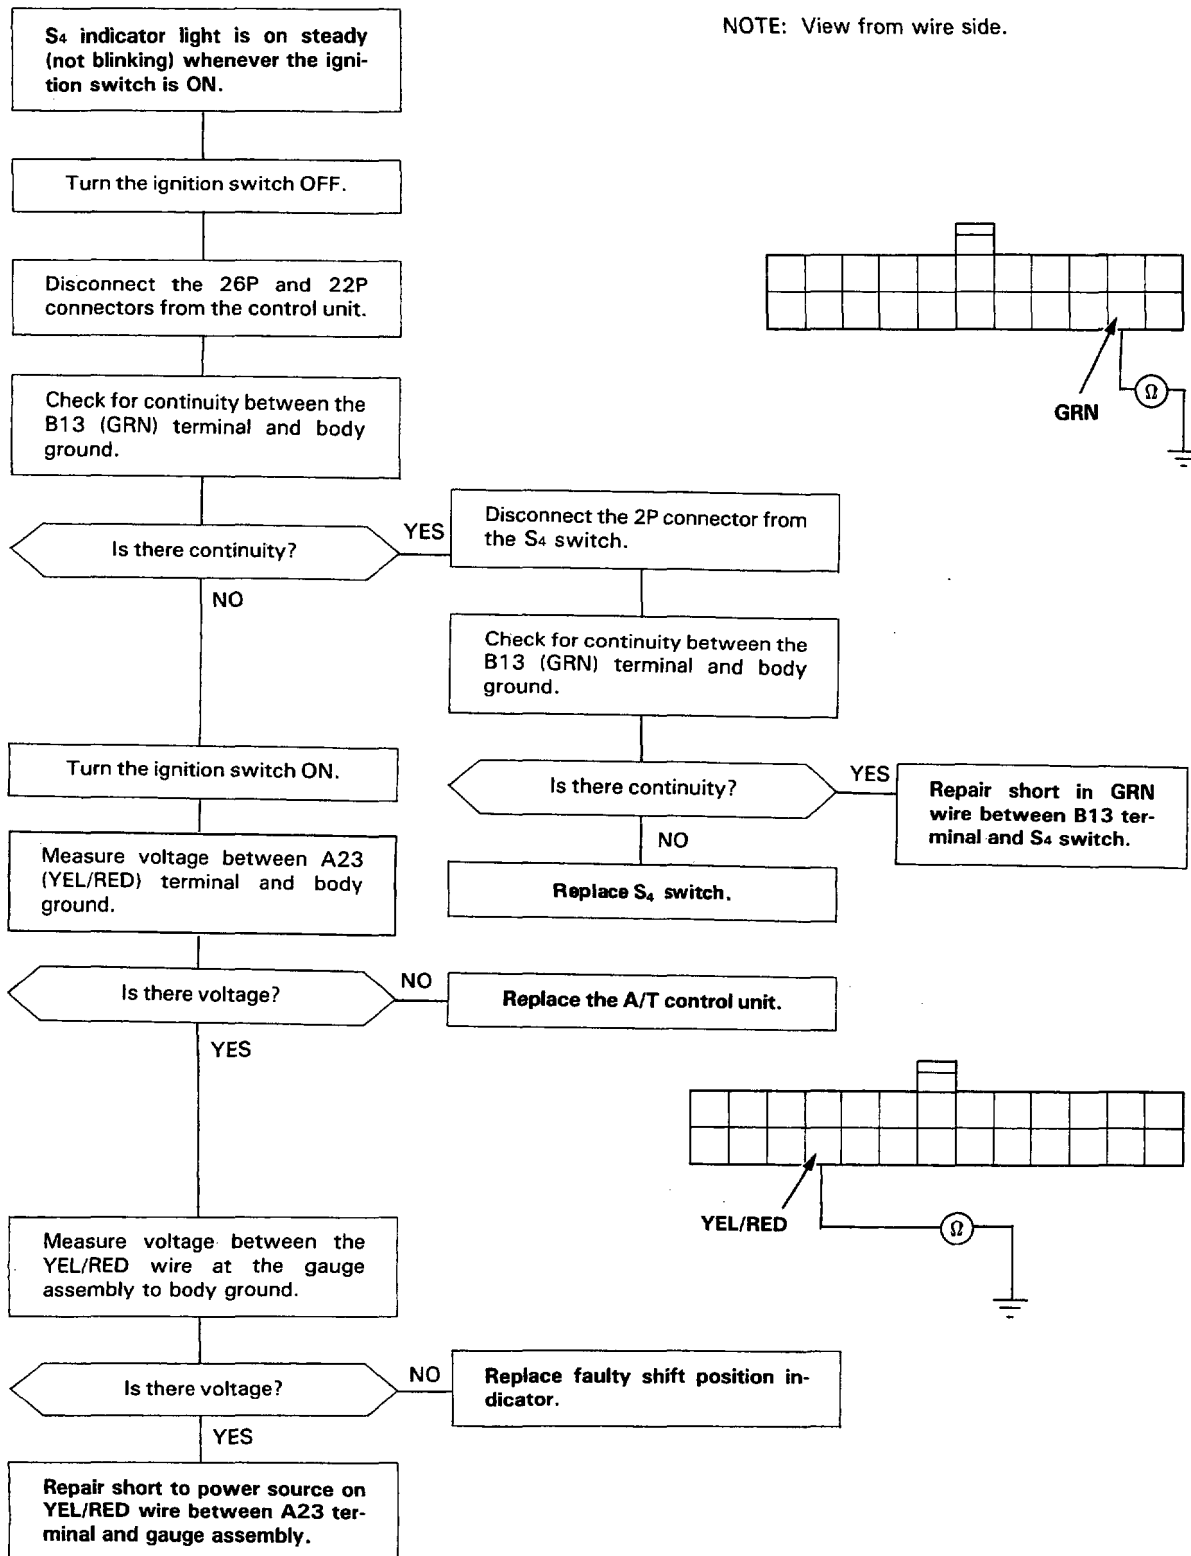 NOTE: View from wire side.
S4 indicator light is on steady
(not blinking) whenever the igni-
tion switch is ON.
Turn the ignition switch OFF.
Disconnect the 26P and 22P
connectors from the control unit.
Check for continuity between the
B13 (GRN) terminal and body
ground.
GRN
Ω
Is there continuity?
YES
NO
Disconnect the 2P connector from
the S4 switch.
Check for continuity between the
B13 (GRN) terminal and body
ground.
Is there continuity?
YES
Repair short in GRN
wire between B13 ter-
minal and S4 switch.
NO
Replace S4 switch.
Turn the ignition switch ON.
Measure voltage between A23
(YEL/RED) terminal and body
ground.
Is there voltage?
NO
Replace the A/T control unit.
YES
YEL/RED
Ω
Measure voltage between the
YEL/RED wire at the gauge
assembly to body ground.
Is there voltage?
NO
Replace faulty shift position in-
dicator.
YES
Repair short to power source on
YEL/RED wire between A23 ter-
minal and gauge assembly.